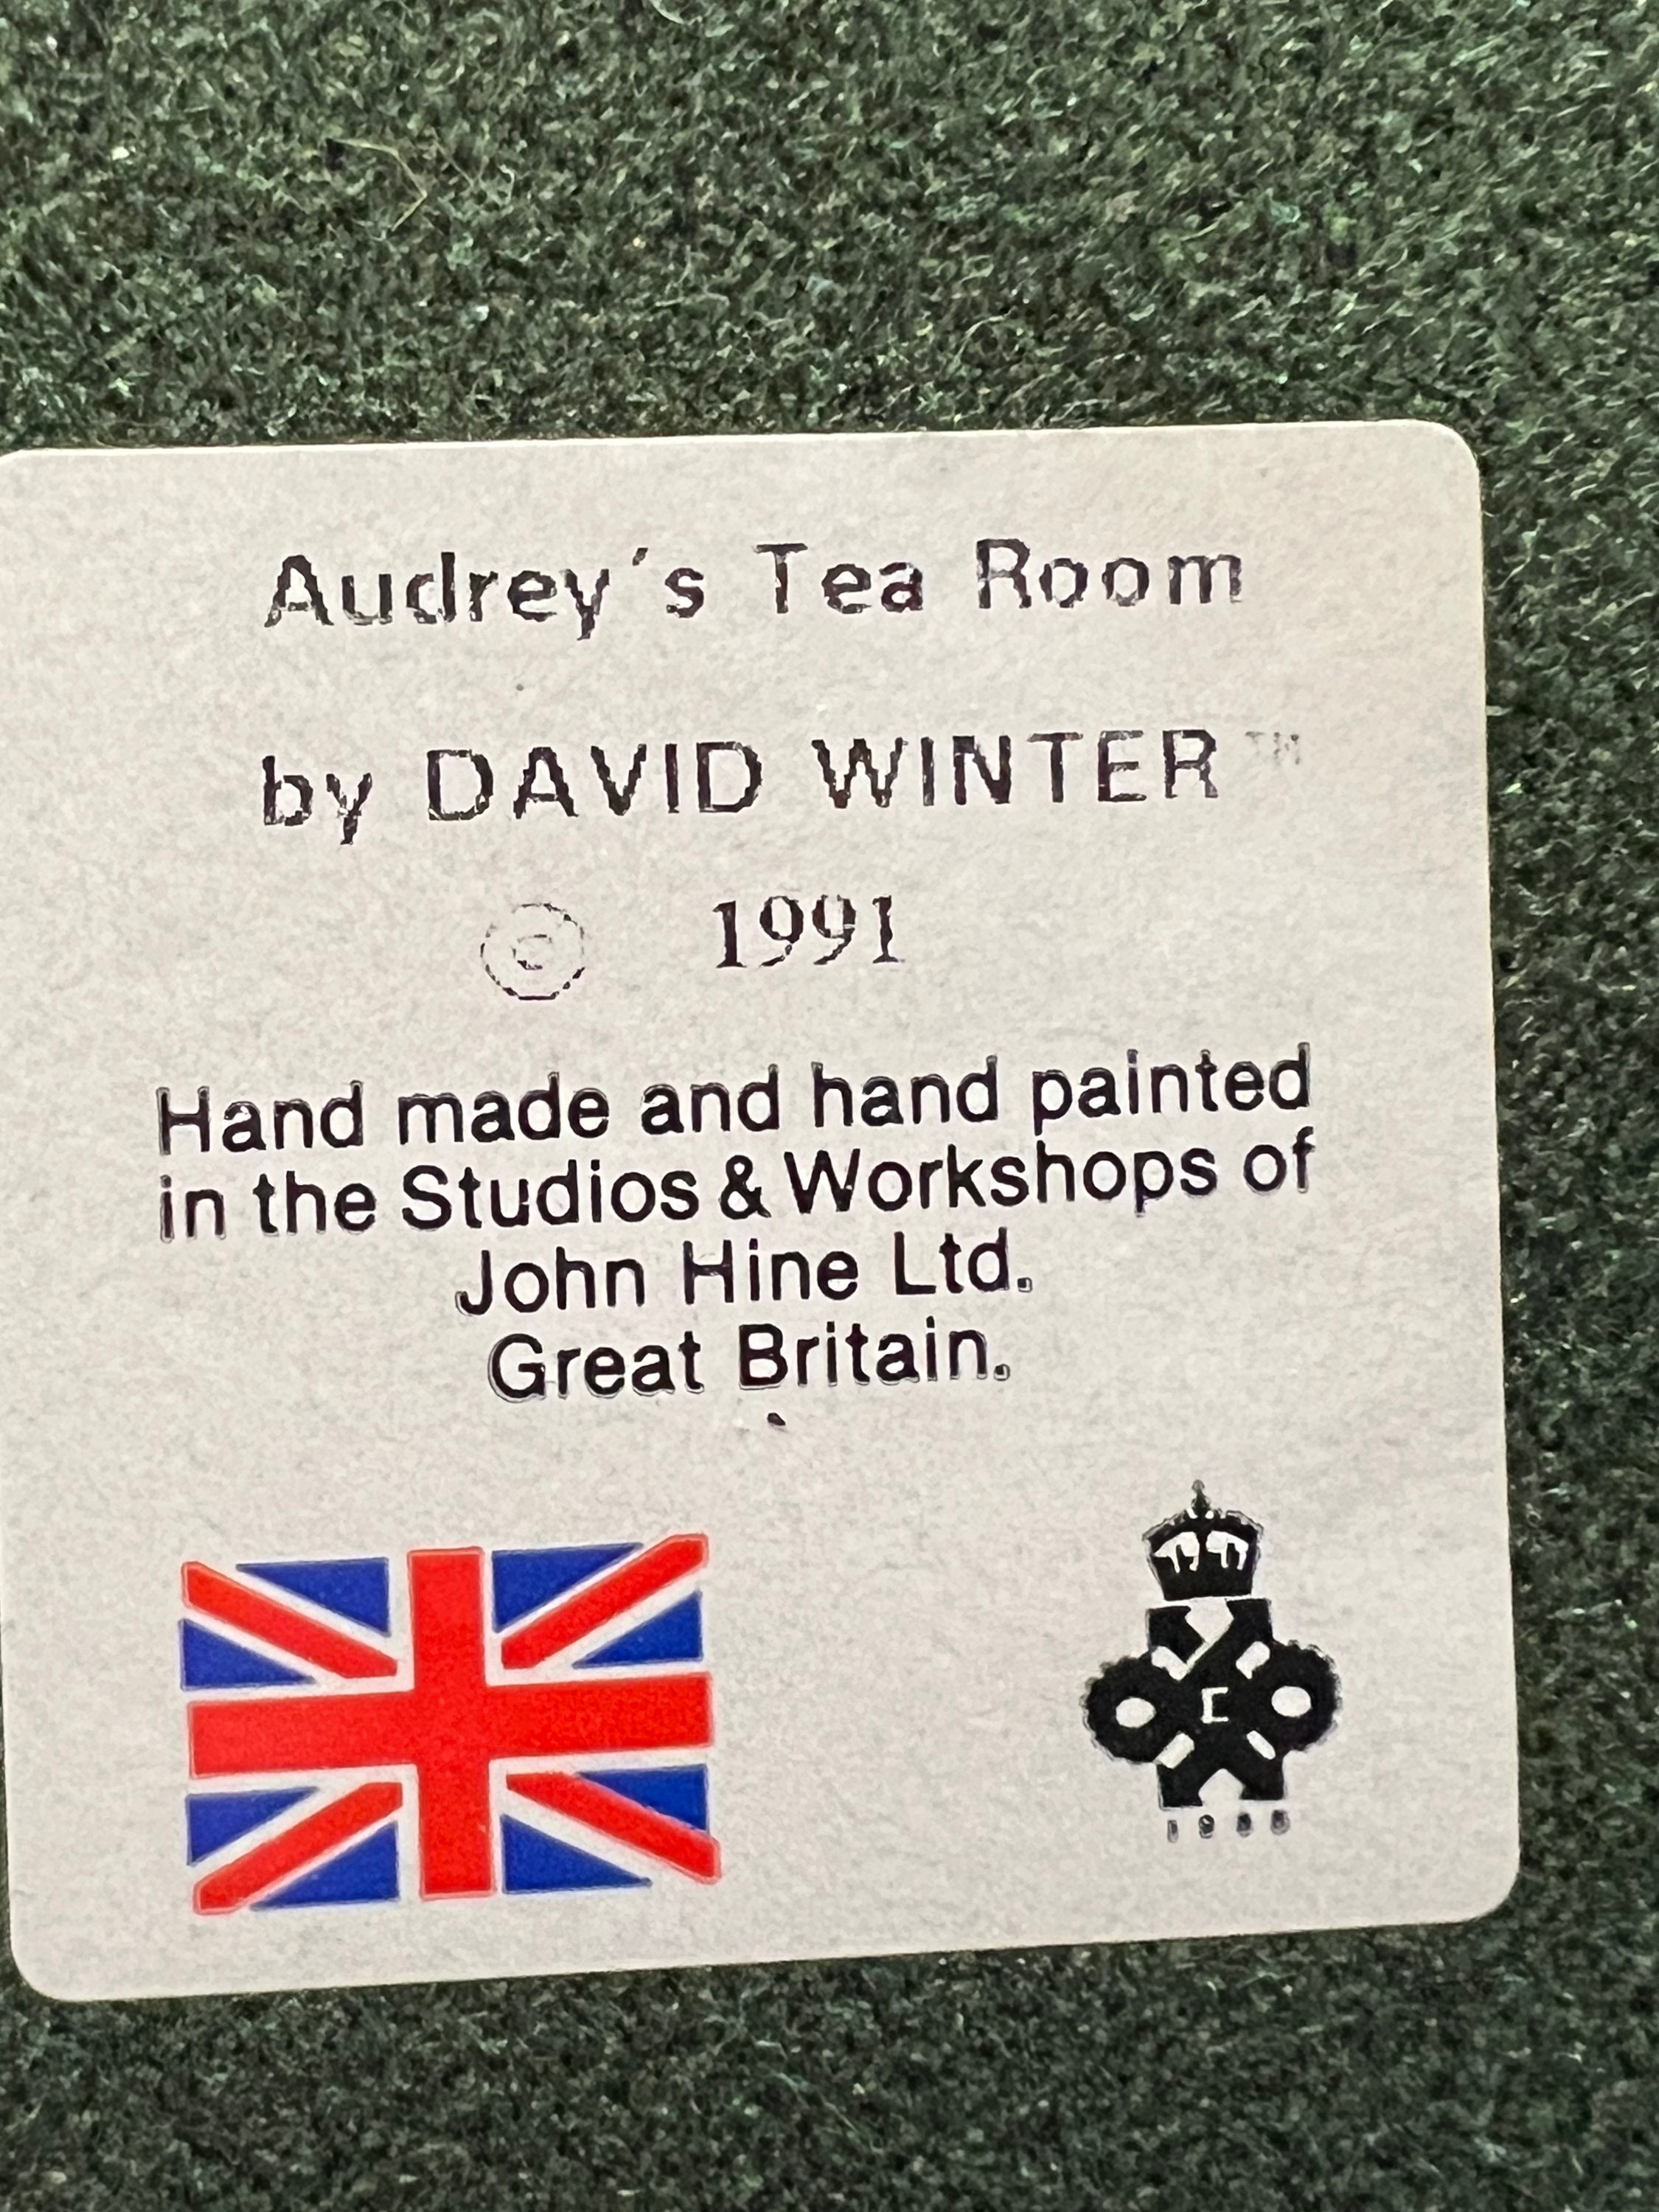 Audrey´s Tea Room
by DAVID WINTER™
© 1991
Hand made and hand painted
in the Studios & Workshops of
John Hine Ltd.
Great Britain.
E